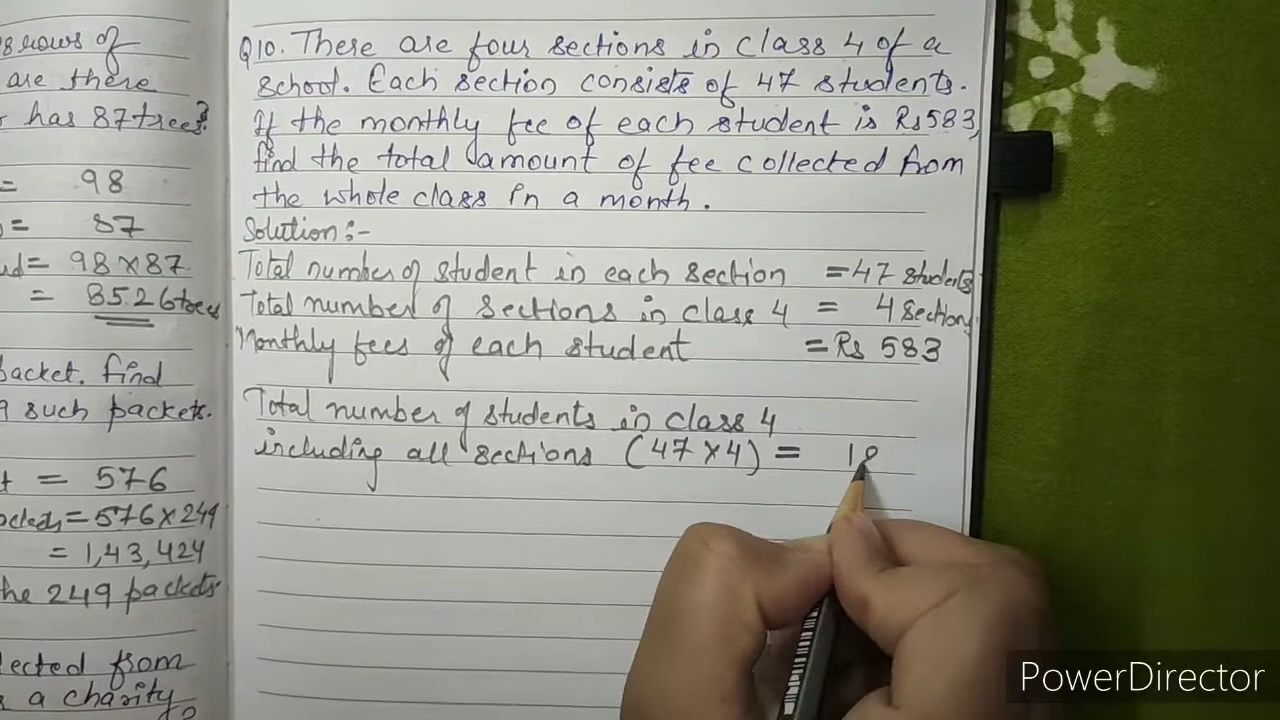 8 rows of
are there
has 87 trees?
= 98
= 87
= 98×87
= 8526 trees
packet. find
such packets.
= 576
= 576×249
= 1,43,424
the 249 packets.
lected from
a charity
Q10. There are four sections in class 4 of a
school. Each section consists of 47 students.
If the monthly fee of each student is Rs 583,
find the total amount of fee collected from
the whole class in a month.
Solution :-
Total number of student in each section = 47 students
Total number of sections in class 4 = 4 sections
Monthly fees of each student = Rs 583
Total number of students in class 4
including all sections (47×4) = 18
PowerDirector